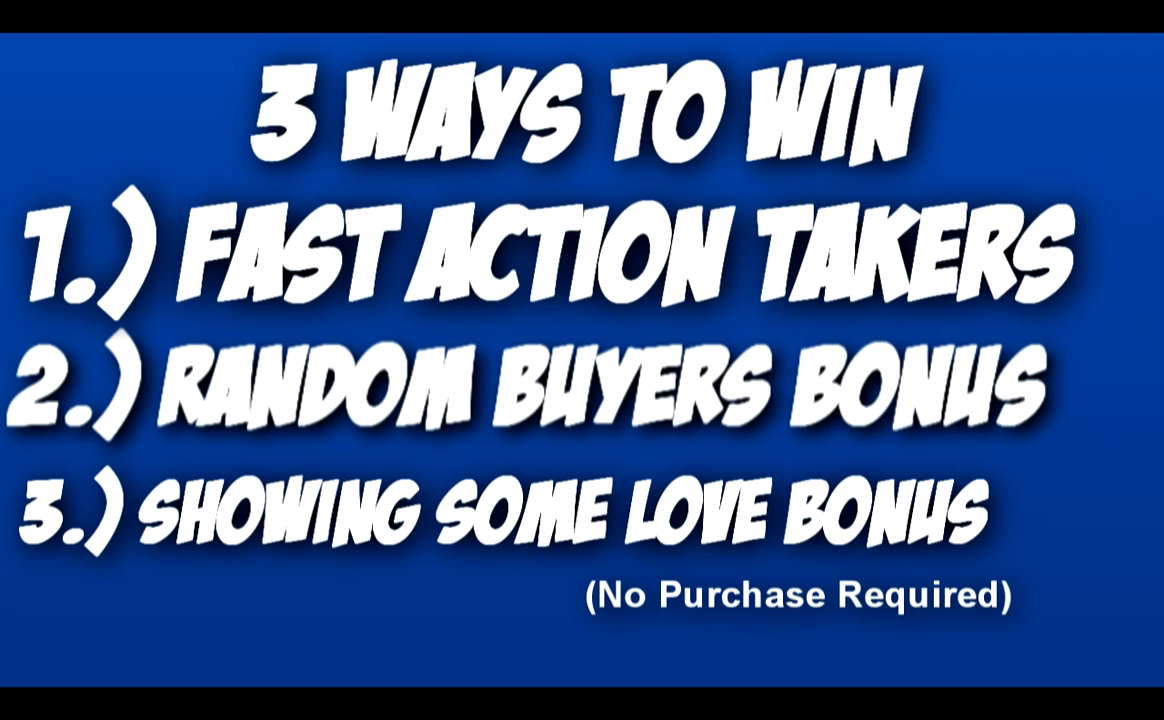 3 WAYS TO WIN
1.) FAST ACTION TAKERS
2.) RANDOM BUYERS BONUS
3.) SHOWING SOME LOVE BONUS
(No Purchase Required)